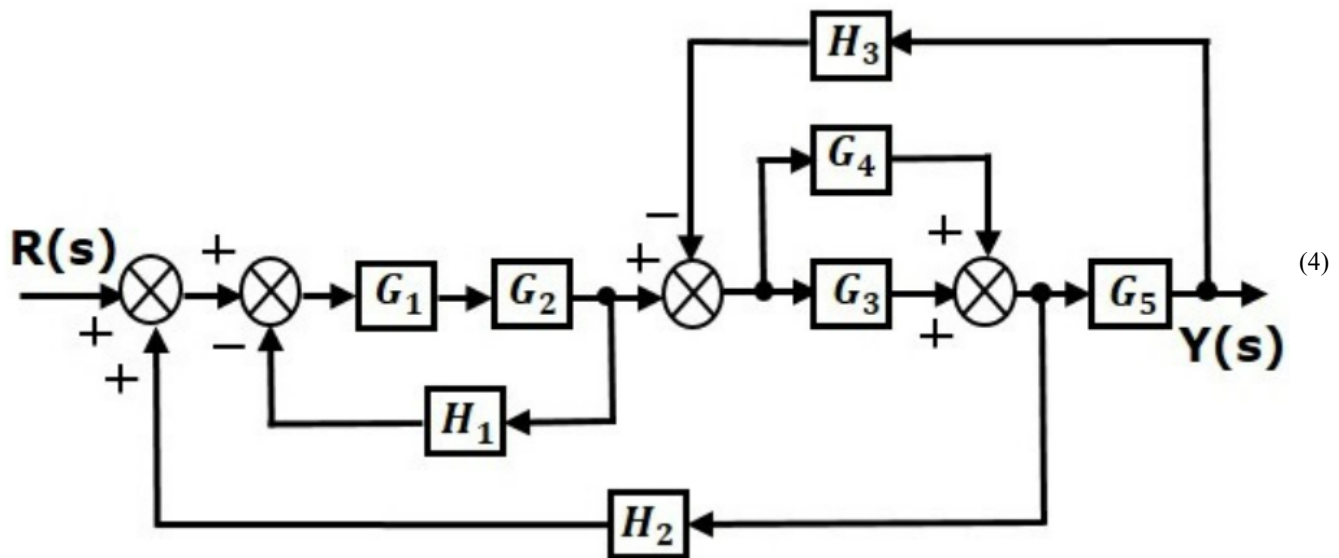 H₃
−
G₄
R(s)
+
+
+
(4)
G₁
G₂
G₃
G₅
+
−
+
Y(s)
+
H₁
H₂